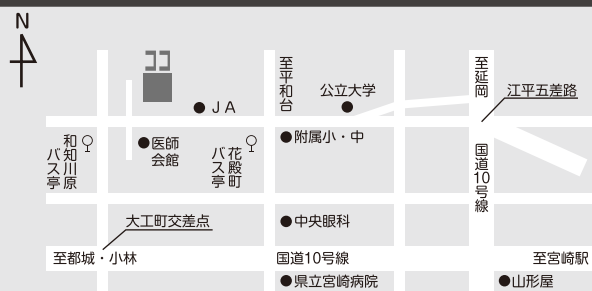 N
至平和台
至延岡
公立大学
江平五差路
JA
附属小・中
医師
会館
和知川原
バス亭
花殿町
バス亭
国道10号線
大工町交差点
中央眼科
至都城・小林
国道10号線
至宮崎駅
県立宮崎病院
山形屋